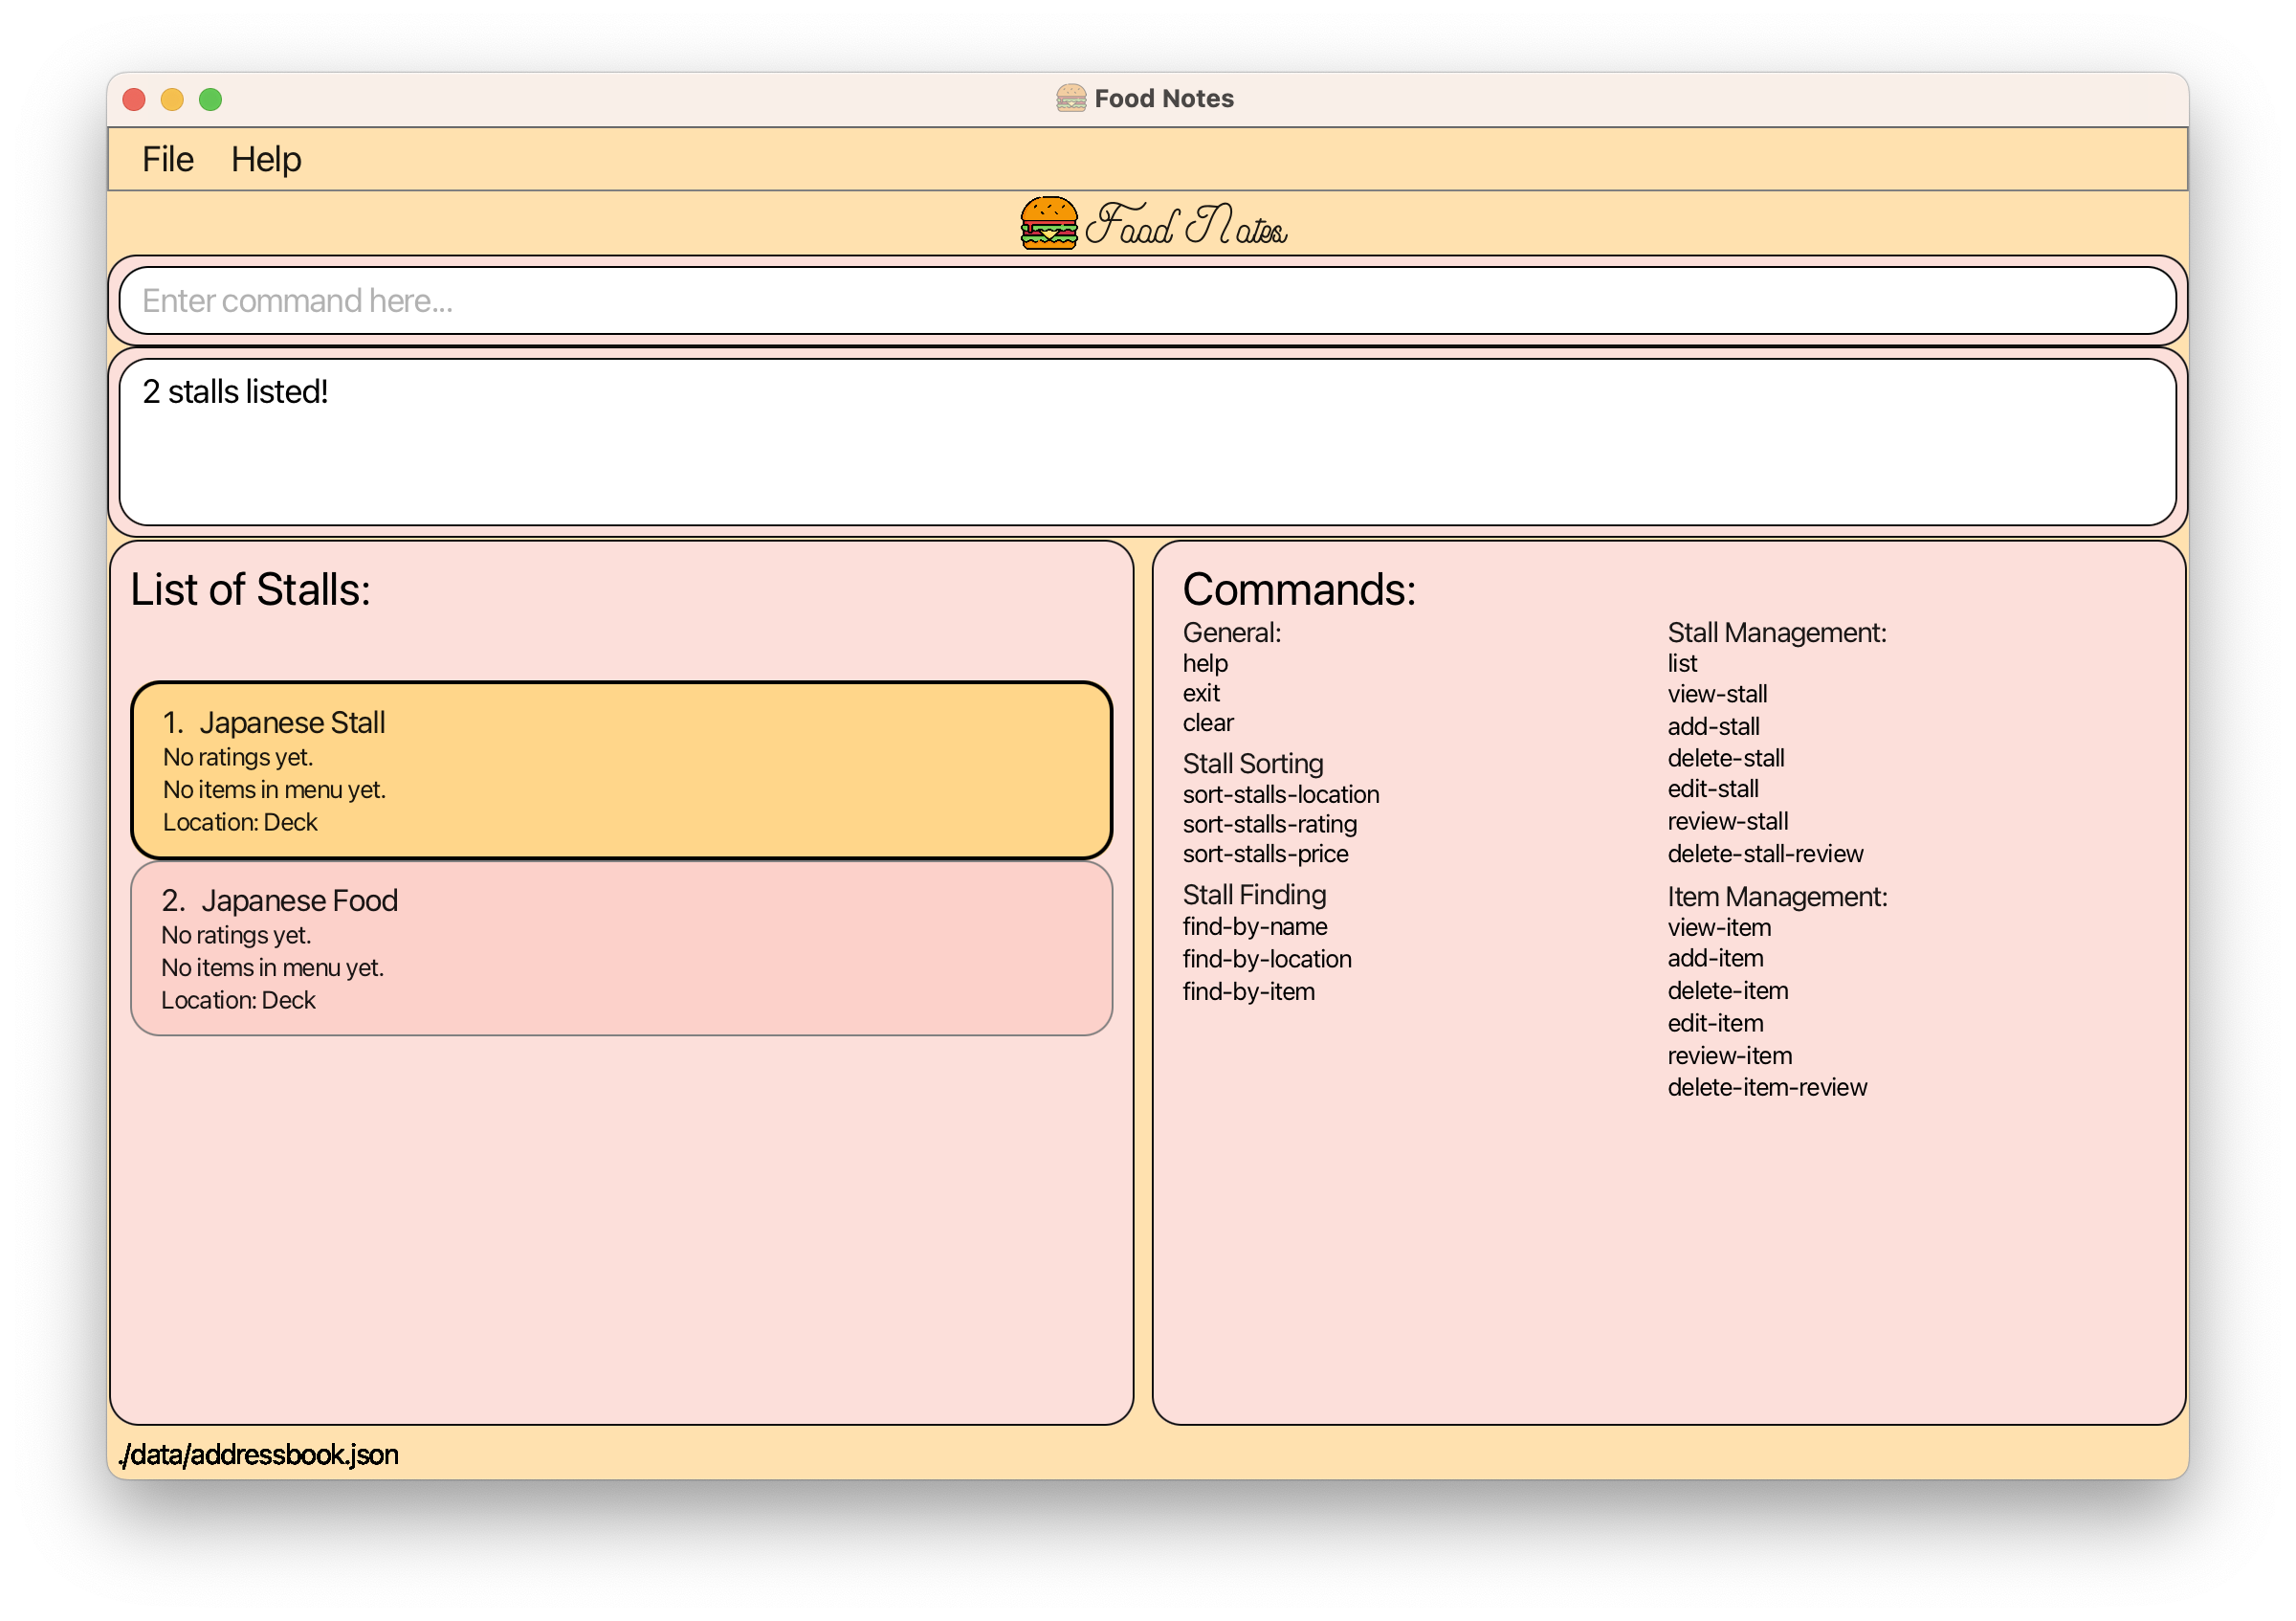 Food Notes
File Help
Food Notes
Enter command here...
2 stalls listed!
List of Stalls:
1. Japanese Stall
No ratings yet.
No items in menu yet.
Location: Deck
2. Japanese Food
No ratings yet.
No items in menu yet.
Location: Deck
Commands:
General:
help
exit
clear
Stall Sorting
sort-stalls-location
sort-stalls-rating
sort-stalls-price
Stall Finding
find-by-name
find-by-location
find-by-item
Stall Management:
list
view-stall
add-stall
delete-stall
edit-stall
review-stall
delete-stall-review
Item Management:
view-item
add-item
delete-item
edit-item
review-item
delete-item-review
./data/addressbook.json